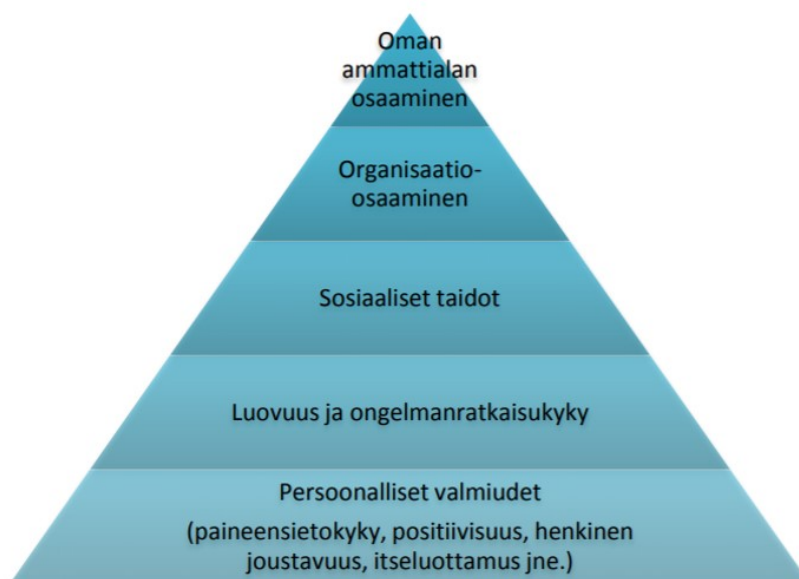 Oman
ammattialan
osaaminen
Organisaatio-
osaaminen
Sosiaaliset taidot
Luovuus ja ongelmanratkaisukyky
Persoonalliset valmiudet
(paineensietokyky, positiivisuus, henkinen
joustavuus, itseluottamus jne.)